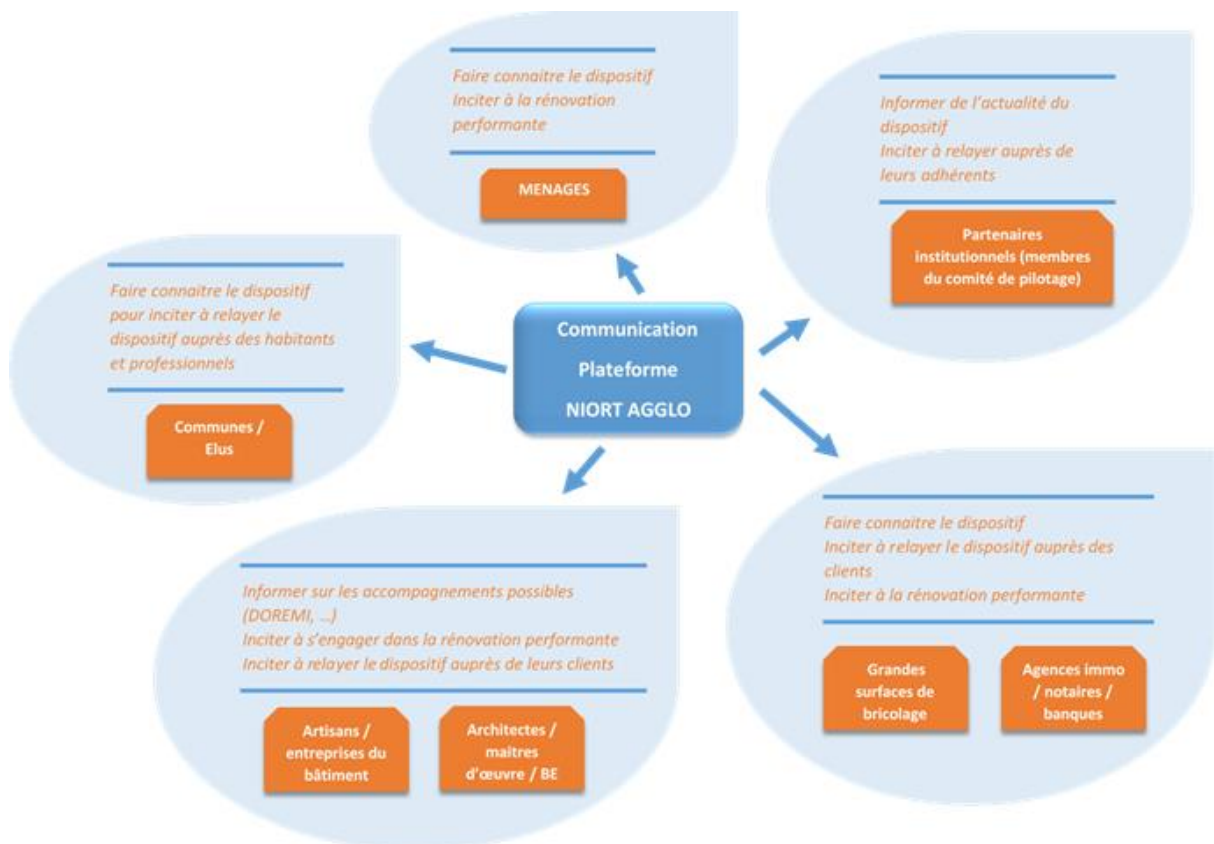 Faire connaitre le dispositif
Inciter à la rénovation
performante
MENAGES
Informer de l'actualité du
dispositif
Inciter à relayer auprès de
leurs adhérents
Partenaires
institutionnels (membres
du comité de pilotage)
Faire connaitre le dispositif
pour inciter à relayer le
dispositif auprès des habitants
et professionnels
Communes /
Elus
Communication
Plateforme
NIORT AGGLO
Informer sur les accompagnements possibles
(DOREMI, …)
Inciter à s'engager dans la rénovation performante
Inciter à relayer le dispositif auprès de leurs clients
Artisans /
entreprises du
bâtiment
Architectes /
maîtres
d'œuvre / BE
Faire connaitre le dispositif
Inciter à relayer le dispositif auprès des
clients
Inciter à la rénovation performante
Grandes
surfaces de
bricolage
Agences immo
/ notaires /
banques